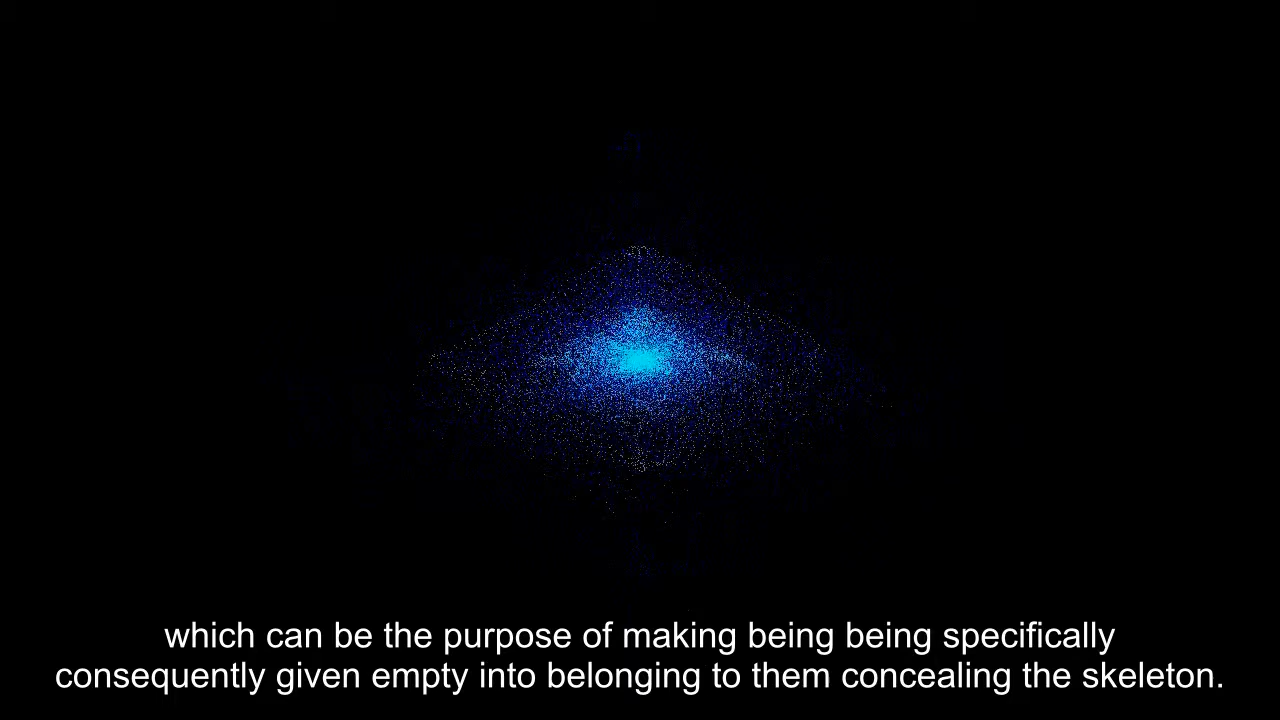 which can be the purpose of making being being specifically
consequently given empty into belonging to them concealing the skeleton.